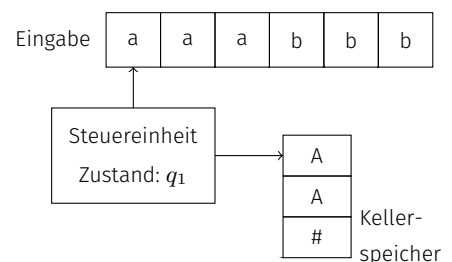 Eingabe a a a b b b
Steuereinheit
Zustand: q₁
A
A
#
Keller-
speicher